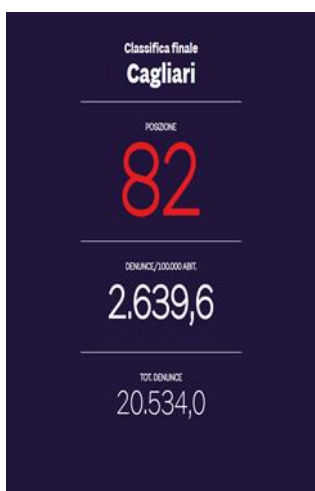 Classifica finale
Cagliari
POSIZIONE
82
DENUNCE/100.000 ABIT.
2.639,6
TOT. DENUNCE
20.534,0